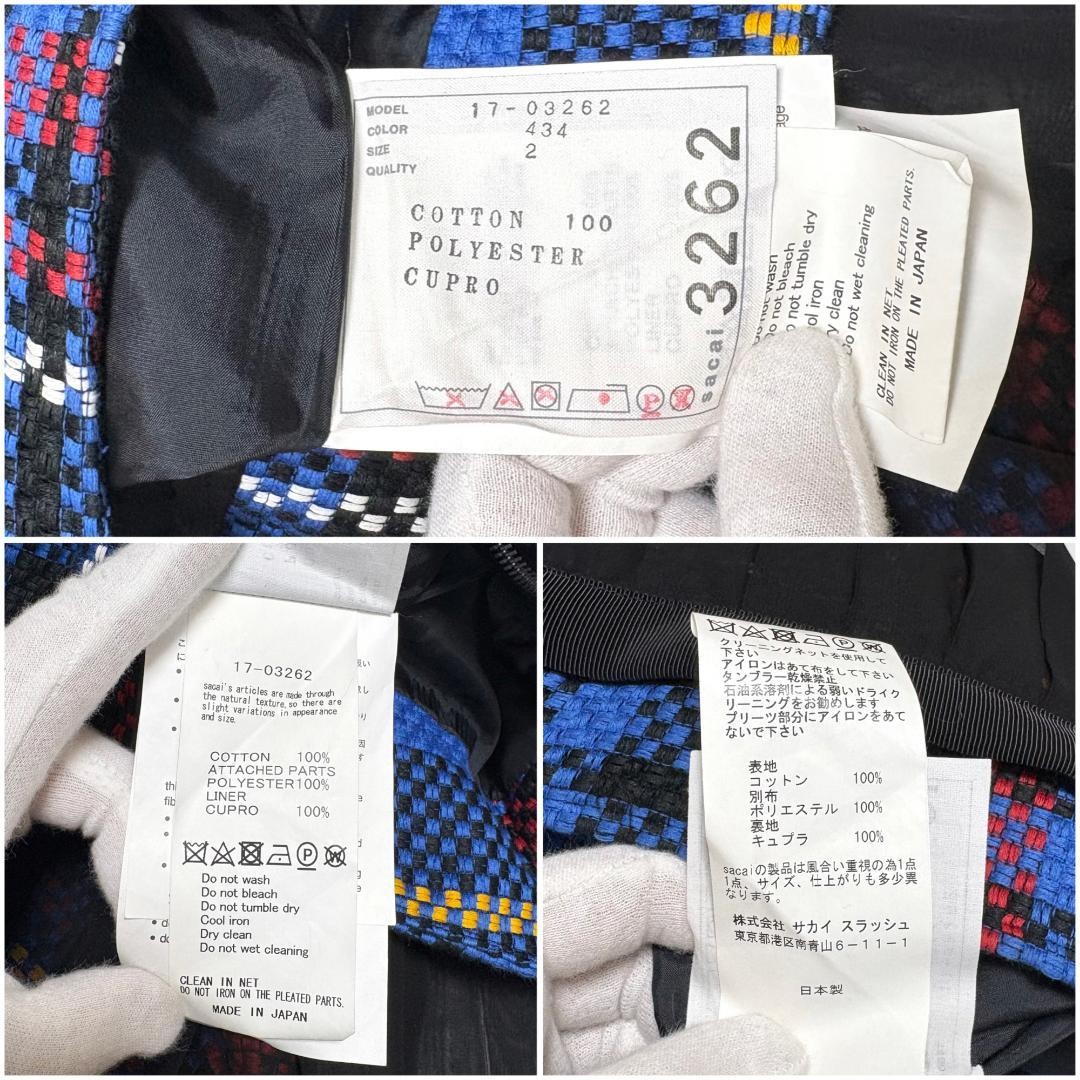 MODEL 17-03262
COLOR 434
SIZE 2
QUALITY
COTTON 100
POLYESTER
CUPRO
sacai 3262
not wash
not bleach
not tumble dry
ol iron
ry clean
Do not wet cleaning
CLEAN IN NET
DO NOT IRON ON THE PLEATED PARTS.
MADE IN JAPAN
17-03262
sacai's articles are made through
the natural texture, so there are
slight variations in appearance
and size.
COTTON 100%
ATTACHED PARTS
POLYESTER100%
LINER
CUPRO 100%
Do not wash
Do not bleach
Do not tumble dry
Cool iron
Dry clean
Do not wet cleaning
CLEAN IN NET
DO NOT IRON ON THE PLEATED PARTS.
MADE IN JAPAN
クリーニングネットを使用して
下さい
アイロンはあて布をして下さい
タンブラー乾燥禁止
石油系溶剤による弱いドライク
リーニングをお勧めします
プリーツ部分にアイロンをあて
ないで下さい
表地
コットン 100%
別布
ポリエステル 100%
裏地
キュプラ 100%
sacaiの製品は風合い重視の為1点
1点、サイズ、仕上がりも多少異
なります。
株式会社 サカイ スラッシュ
東京都港区南青山6-11-1
日本製